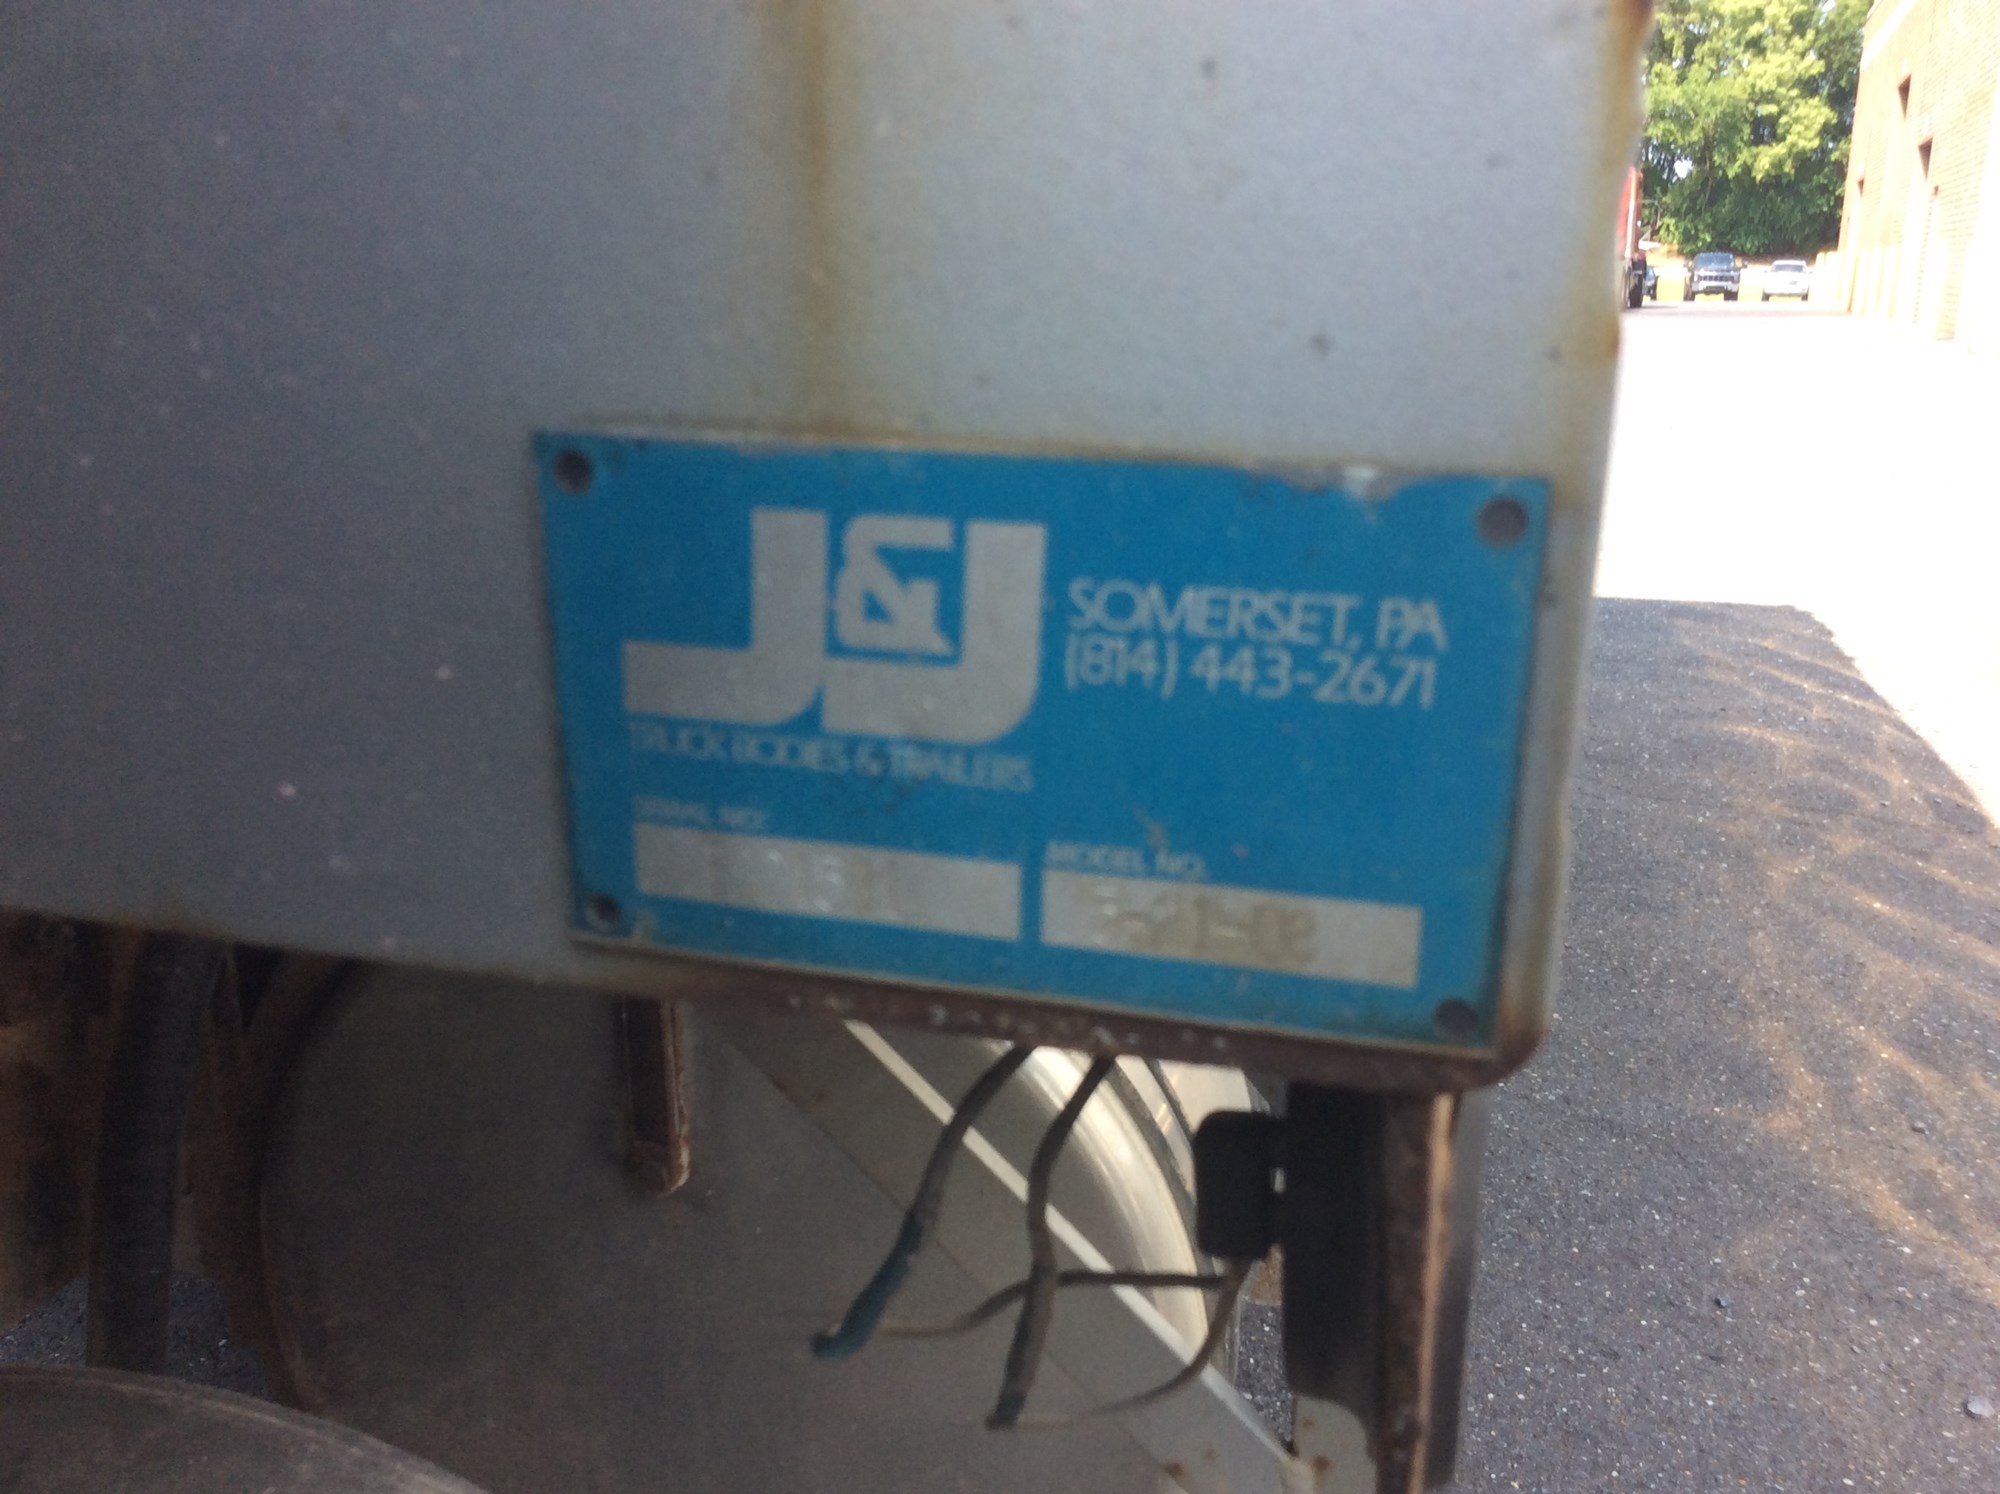 J&J
SOMERSET, PA
(814) 443-2671
TRUCK BODIES & TRAILERS
SERIAL NO.
MODEL NO.